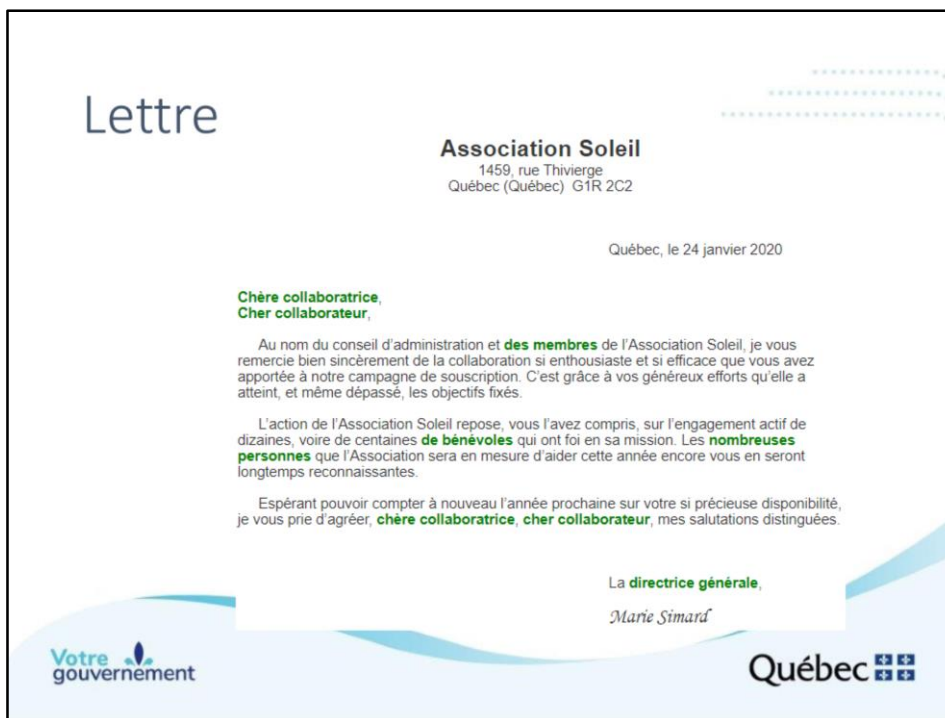 Lettre
Association Soleil
1459, rue Thivierge
Québec (Québec) G1R 2C2
Québec, le 24 janvier 2020
Chère collaboratrice,
Cher collaborateur,
Au nom du conseil d’administration et des membres de l’Association Soleil, je vous
remercie bien sincèrement de la collaboration si enthousiaste et si efficace que vous avez
apportée à notre campagne de souscription. C’est grâce à vos généreux efforts qu’elle a
atteint, et même dépassé, les objectifs fixés.
L’action de l’Association Soleil repose, vous l’avez compris, sur l’engagement actif de
dizaines, voire de centaines de bénévoles qui ont foi en sa mission. Les nombreuses
personnes que l’Association sera en mesure d’aider cette année encore vous en seront
longtemps reconnaissantes.
Espérant pouvoir compter à nouveau l’année prochaine sur votre si précieuse disponibilité,
je vous prie d’agréer, chère collaboratrice, cher collaborateur, mes salutations distinguées.
La directrice générale,
Marie Simard
Votre
gouvernement
Québec